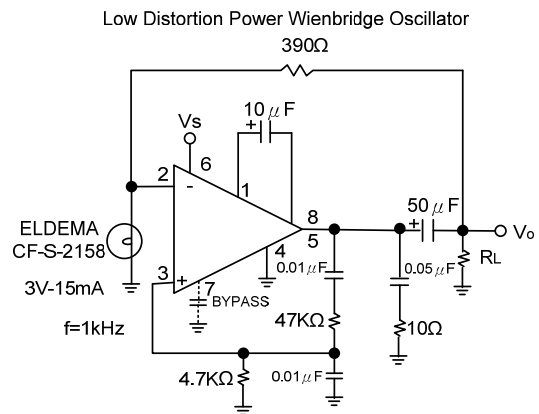 Low Distortion Power Wienbridge Oscillator
390Ω
10μF
+
Vs
6
2
-
1
50μF
+
8
5
Vo
ELDEMA
CF-S-2158
4
RL
3
+
0.01μF
0.05μF
3V-15mA
7
BYPASS
f=1kHz
47KΩ
10Ω
4.7KΩ
0.01μF